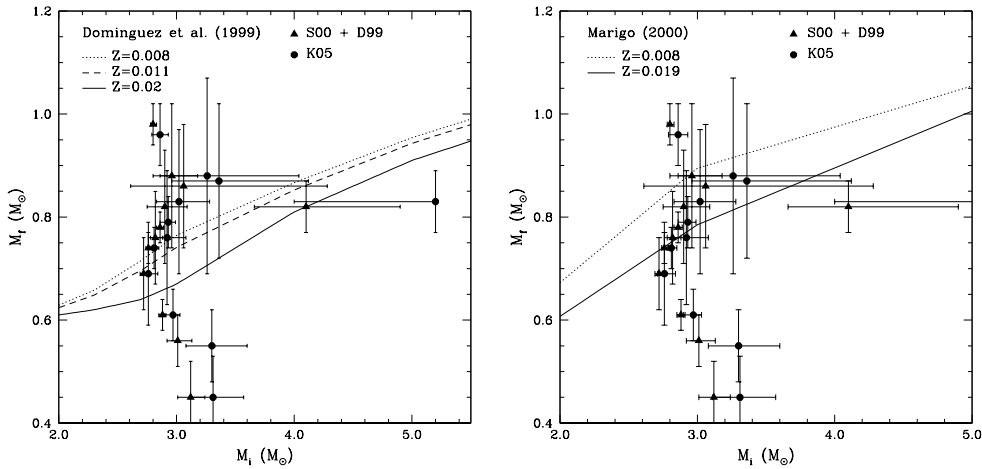 Dominguez et al. (1999)
Z=0.008
Z=0.011
Z=0.02
S00 + D99
K05
1.2
1.0
0.8
0.6
0.4
M_f (M_⊙)
2.0
3.0
4.0
5.0
M_i (M_⊙)
Marigo (2000)
Z=0.008
Z=0.019
S00 + D99
K05
1.2
1.0
0.8
0.6
0.4
M_f (M_⊙)
2.0
3.0
4.0
5.0
M_i (M_⊙)